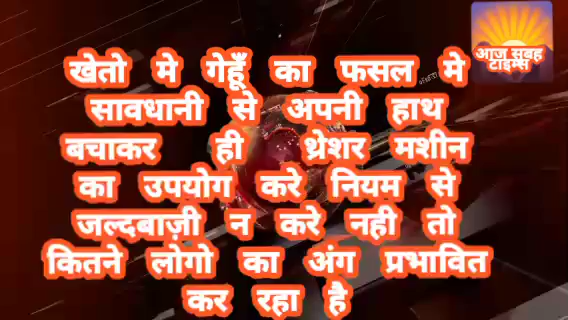 आज सुबह
टाइम्स
खेतो मे गेहूँ का फसल मे
सावधानी से अपनी हाथ
बचाकर ही थ्रेशर मशीन
का उपयोग करे नियम से
जल्दबाज़ी न करे नही तो
कितने लोगो का अंग प्रभावित
कर रहा है